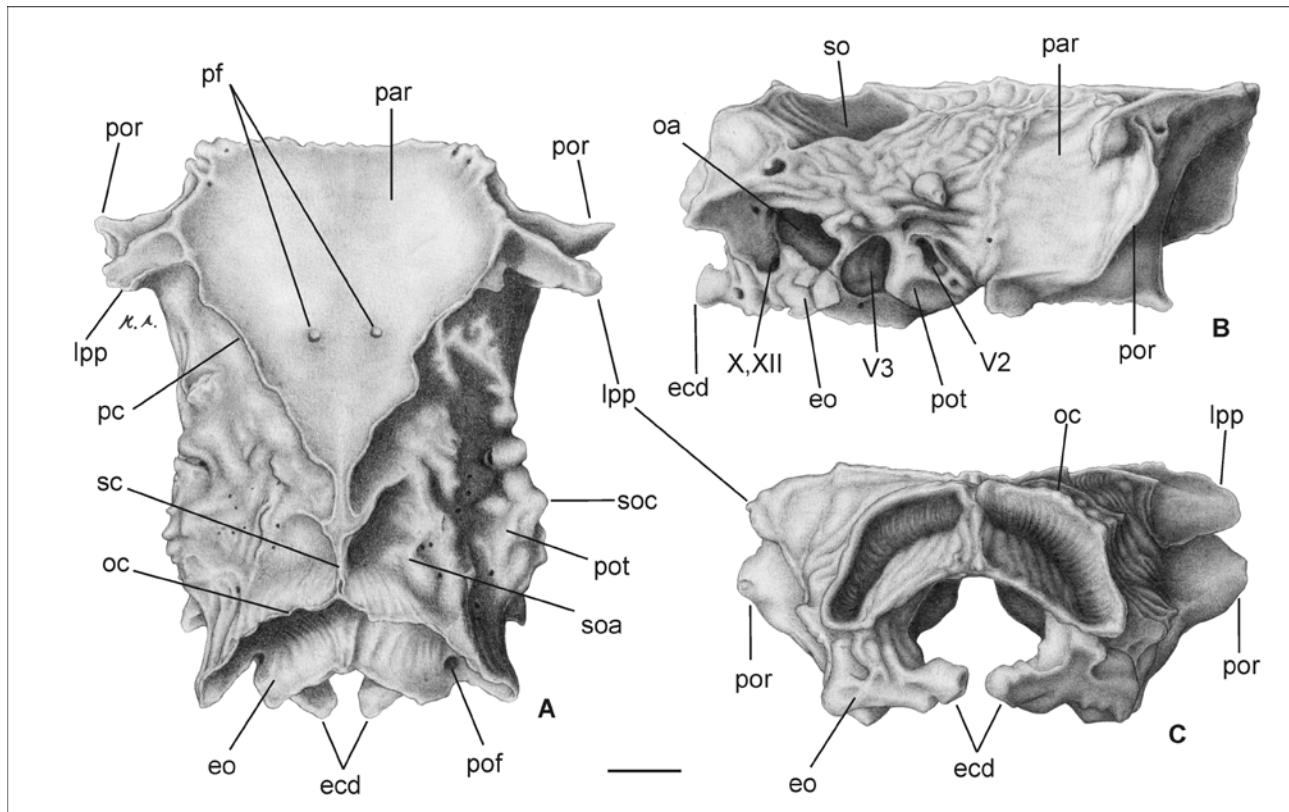 pf
par
por
por
lpp
K. A.
pc
sc
oc
soc
pot
soa
eo
ecd
pof
A
so
par
oa
ecd
X, XII
eo
V3
pot
V2
por
B
lpp
oc
lpp
por
por
eo
ecd
C